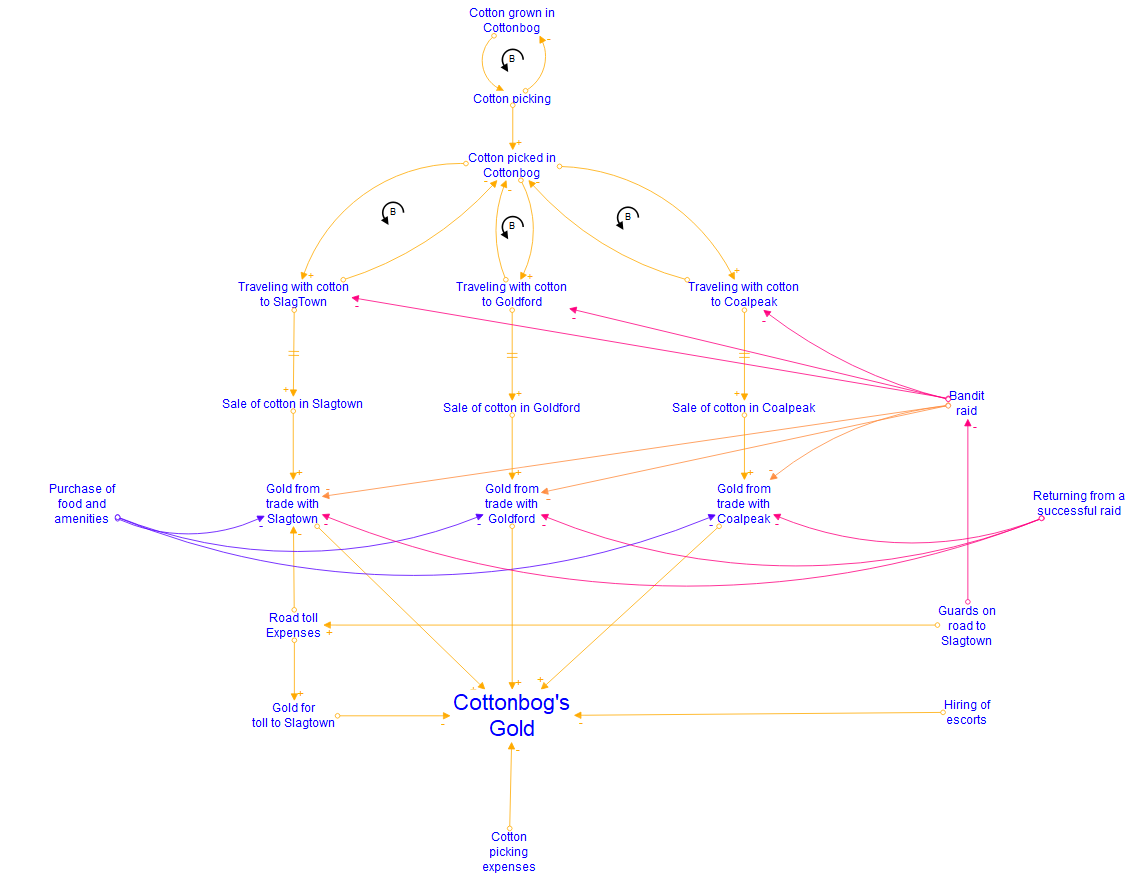 Cotton grown in
Cottonbog
-
B
Cotton picking
+
Cotton picked in
Cottonbog
-
-
-
B
B
B
+
+
+
Traveling with cotton
to SlagTown
Traveling with cotton
to Goldford
Traveling with cotton
to Coalpeak
-
-
-
+
+
+
Sale of cotton in Slagtown
Sale of cotton in Goldford
Sale of cotton in Coalpeak
Bandit
raid
-
+
+
+
-
-
-
Purchase of
food and
amenities
Gold from
trade with
Slagtown
Gold from
trade with
Goldford
Gold from
trade with
Coalpeak
Returning from a
successful raid
-
-
-
-
-
-
-
Road toll
Expenses
+
Guards on
road to
Slagtown
+
+
+
+
Gold for
toll to Slagtown
-
Cottonbog's
Gold
-
Hiring of
escorts
-
Cotton
picking
expenses